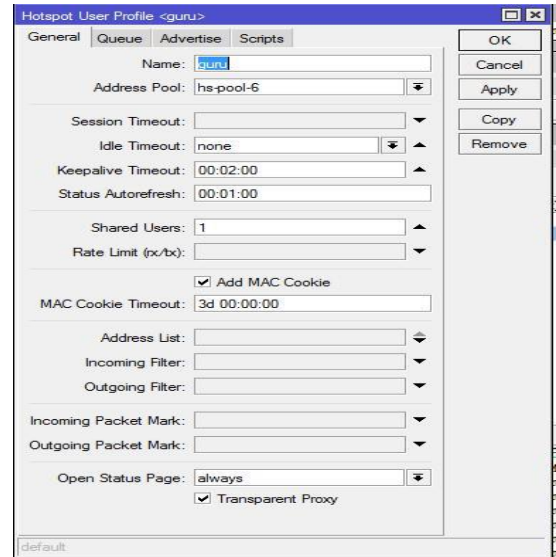 Hotspot User Profile <guru>
General Queue Advertise Scripts
OK
Name: guru
Cancel
Address Pool: hs-pool-6
Apply
Session Timeout:
Copy
Idle Timeout: none
Remove
Keepalive Timeout: 00:02:00
Status Autorefresh: 00:01:00
Shared Users: 1
Rate Limit (rx/tx):
Add MAC Cookie
MAC Cookie Timeout: 3d 00:00:00
Address List:
Incoming Filter:
Outgoing Filter:
Incoming Packet Mark:
Outgoing Packet Mark:
Open Status Page: always
Transparent Proxy
default